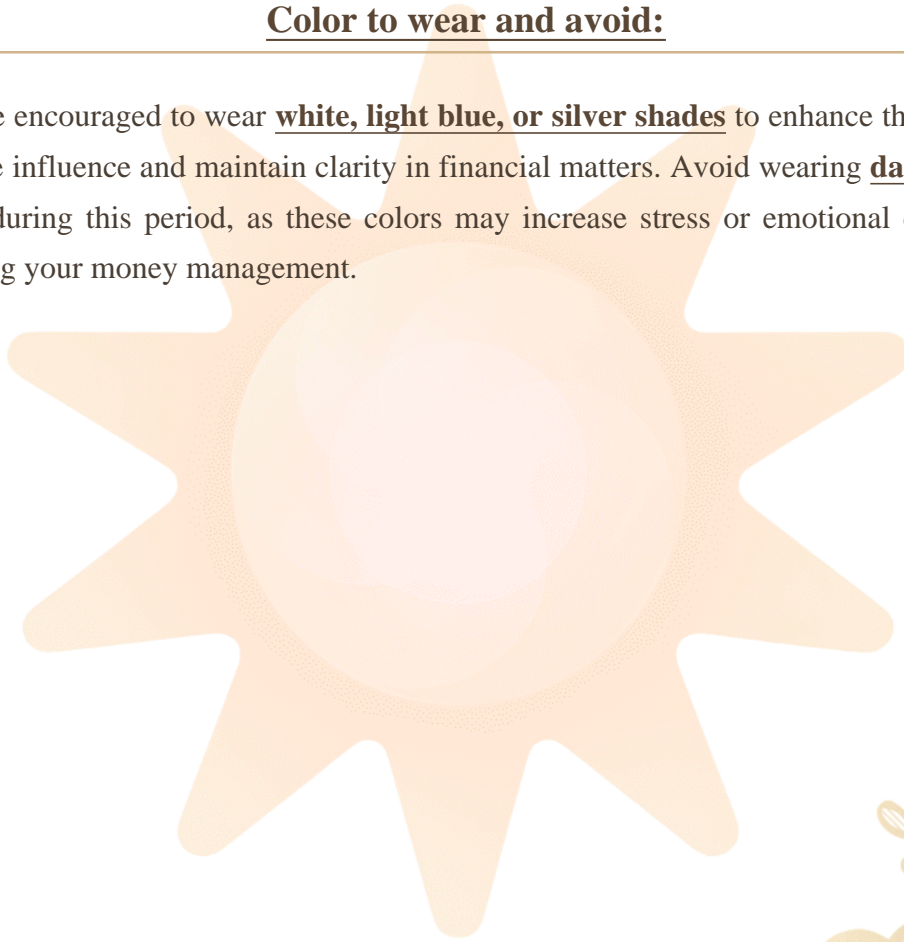 Color to wear and avoid:
encouraged to wear white, light blue, or silver shades to enhance
influence and maintain clarity in financial matters. Avoid wearing
during this period, as these colors may increase stress or emotional
your money management.